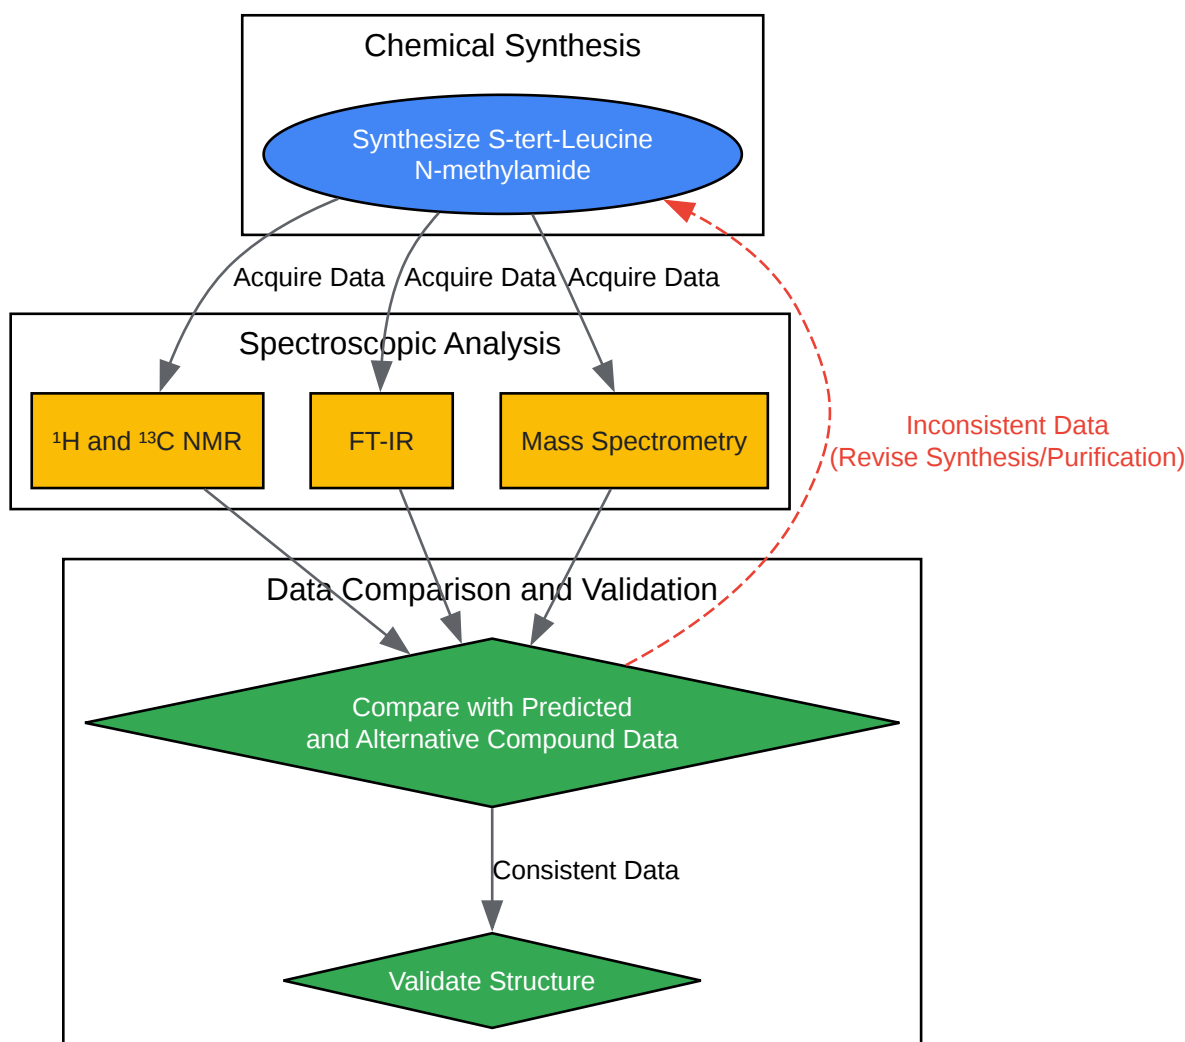 Chemical Synthesis
Synthesize S-tert-Leucine
N-methylamide
Acquire Data
Acquire Data
Acquire Data
Spectroscopic Analysis
¹H and ¹³C NMR
FT-IR
Mass Spectrometry
Inconsistent Data
(Revise Synthesis/Purification)
Data Comparison and Validation
Compare with Predicted
and Alternative Compound Data
Consistent Data
Validate Structure